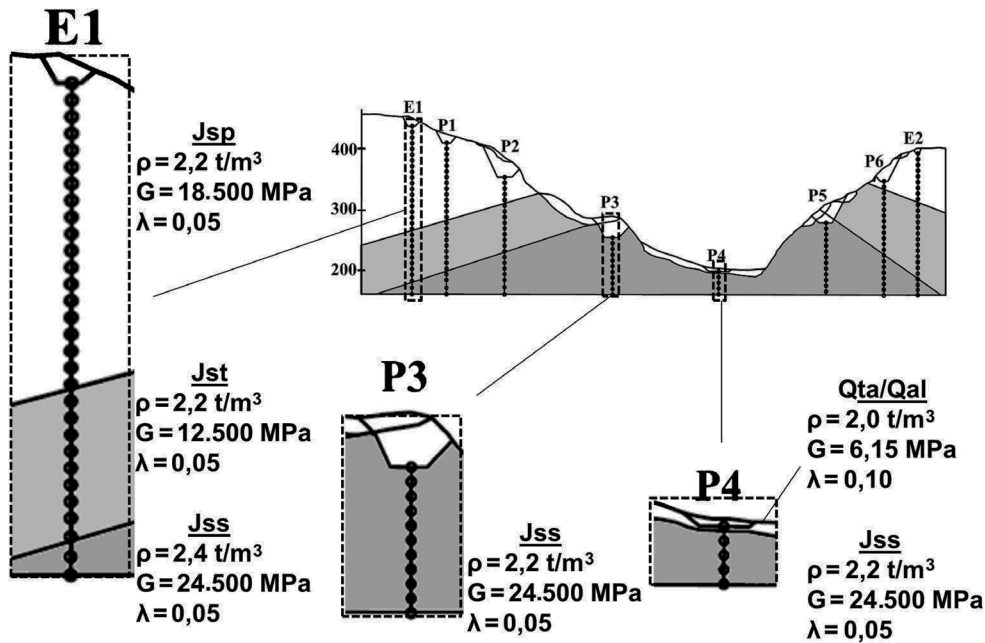 E1
Jsp
ρ = 2,2 t/m³
G = 18.500 MPa
λ = 0,05
Jst
ρ = 2,2 t/m³
G = 12.500 MPa
λ = 0,05
Jss
ρ = 2,4 t/m³
G = 24.500 MPa
λ = 0,05
400
300
200
E1
P1
P2
P3
P4
P5
P6
E2
P3
Jss
ρ = 2,2 t/m³
G = 24.500 MPa
λ = 0,05
P4
Qta/Qal
ρ = 2,0 t/m³
G = 6,15 MPa
λ = 0,10
Jss
ρ = 2,2 t/m³
G = 24.500 MPa
λ = 0,05